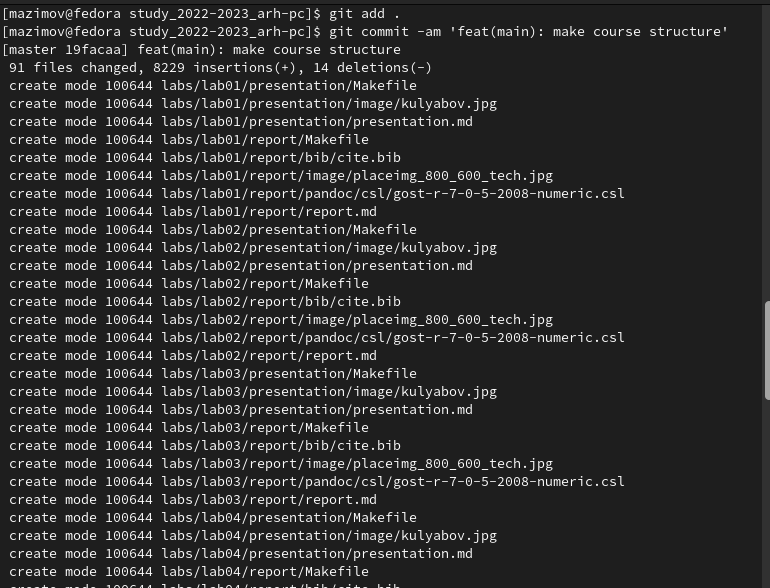 [mazimov@fedora study_2022-2023_arh-pc]$ git add .
[mazimov@fedora study_2022-2023_arh-pc]$ git commit -am 'feat(main): make course structure'
[master 19facaa] feat(main): make course structure
 91 files changed, 8229 insertions(+), 14 deletions(-)
 create mode 100644 labs/lab01/presentation/Makefile
 create mode 100644 labs/lab01/presentation/image/kulyabov.jpg
 create mode 100644 labs/lab01/presentation/presentation.md
 create mode 100644 labs/lab01/report/Makefile
 create mode 100644 labs/lab01/report/bib/cite.bib
 create mode 100644 labs/lab01/report/image/placeimg_800_600_tech.jpg
 create mode 100644 labs/lab01/report/pandoc/csl/gost-r-7-0-5-2008-numeric.csl
 create mode 100644 labs/lab01/report/report.md
 create mode 100644 labs/lab02/presentation/Makefile
 create mode 100644 labs/lab02/presentation/image/kulyabov.jpg
 create mode 100644 labs/lab02/presentation/presentation.md
 create mode 100644 labs/lab02/report/Makefile
 create mode 100644 labs/lab02/report/bib/cite.bib
 create mode 100644 labs/lab02/report/image/placeimg_800_600_tech.jpg
 create mode 100644 labs/lab02/report/pandoc/csl/gost-r-7-0-5-2008-numeric.csl
 create mode 100644 labs/lab02/report/report.md
 create mode 100644 labs/lab03/presentation/Makefile
 create mode 100644 labs/lab03/presentation/image/kulyabov.jpg
 create mode 100644 labs/lab03/presentation/presentation.md
 create mode 100644 labs/lab03/report/Makefile
 create mode 100644 labs/lab03/report/bib/cite.bib
 create mode 100644 labs/lab03/report/image/placeimg_800_600_tech.jpg
 create mode 100644 labs/lab03/report/pandoc/csl/gost-r-7-0-5-2008-numeric.csl
 create mode 100644 labs/lab03/report/report.md
 create mode 100644 labs/lab04/presentation/Makefile
 create mode 100644 labs/lab04/presentation/image/kulyabov.jpg
 create mode 100644 labs/lab04/presentation/presentation.md
 create mode 100644 labs/lab04/report/Makefile
 create mode 100644 labs/lab04/report/bib/cite.bib